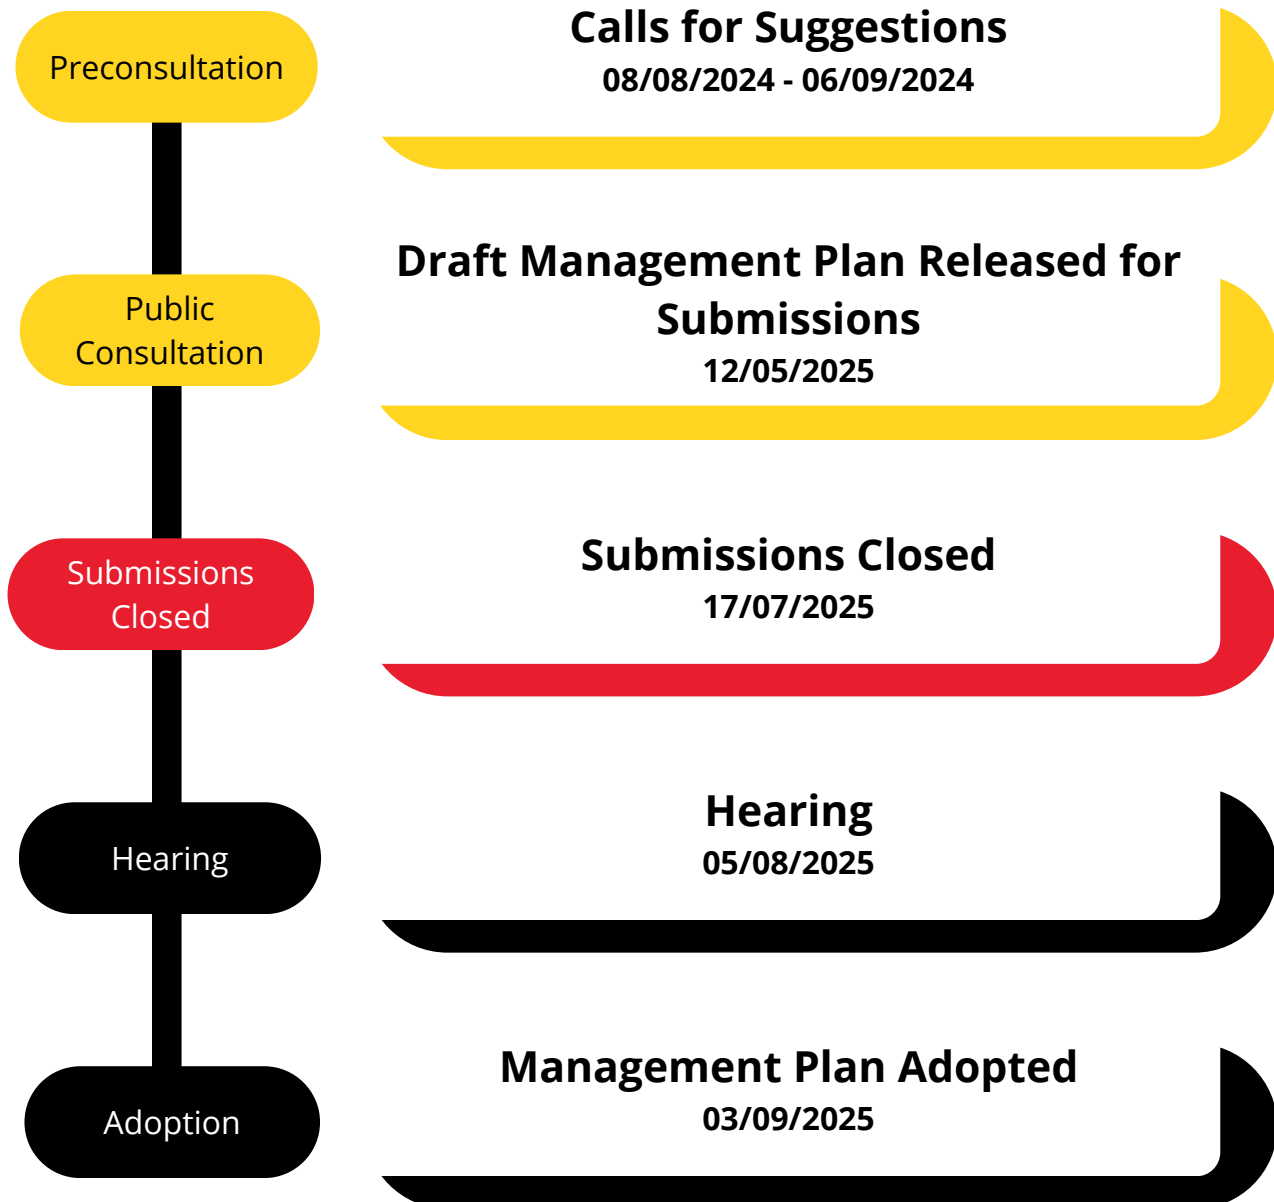 Preconsultation
Calls for Suggestions
08/08/2024 - 06/09/2024
Public
Consultation
Draft Management Plan Released for
Submissions
12/05/2025
Submissions
Closed
Submissions Closed
17/07/2025
Hearing
Hearing
05/08/2025
Adoption
Management Plan Adopted
03/09/2025